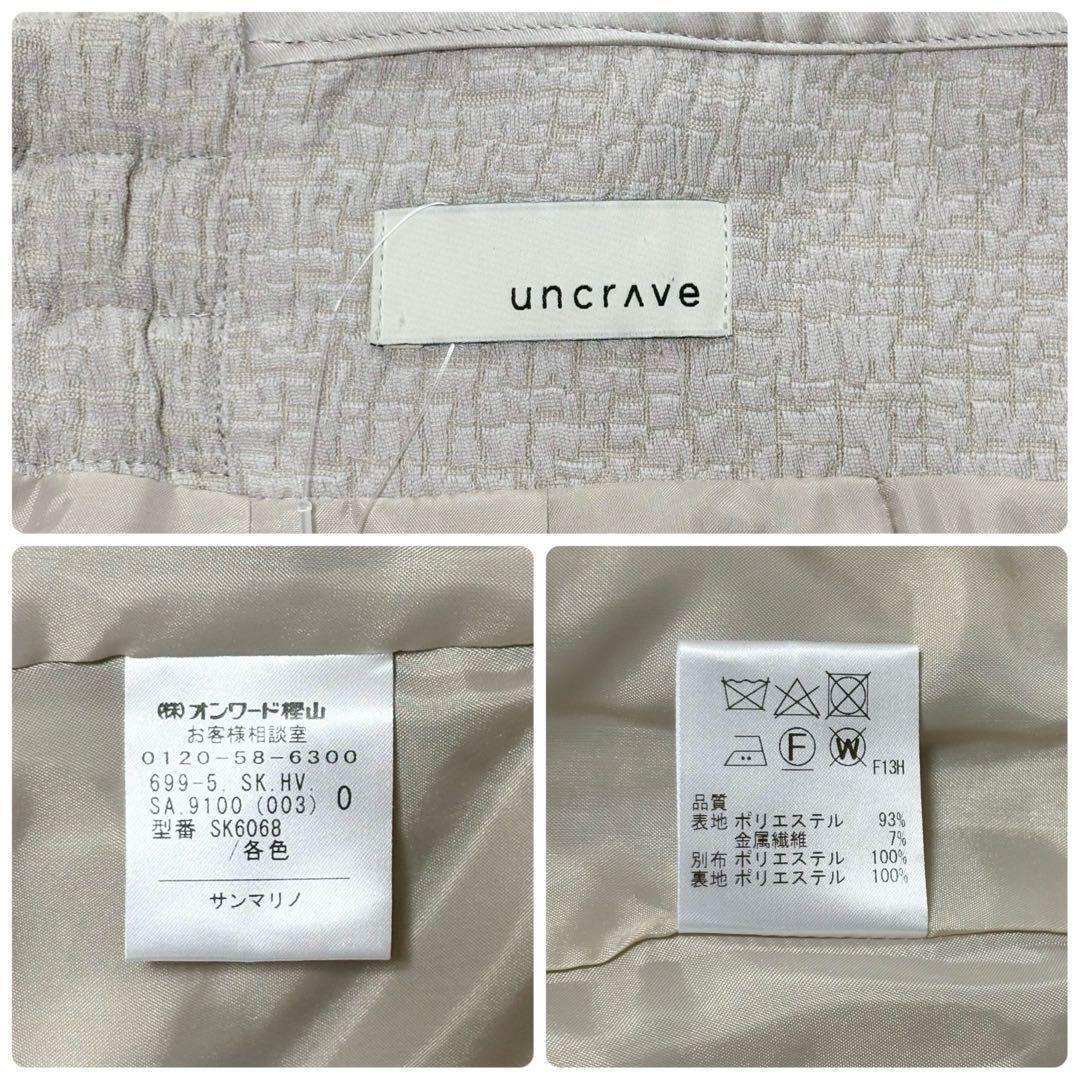 uncrʌve
㈱オンワード樫山
お客様相談室
0120-58-6300
699-5. SK.HV.
SA.9100 (003) 0
型番 SK6068
/各色
サンマリノ
F
W
F13H
品質
表地 ポリエステル 93%
金属繊維 7%
別布 ポリエステル 100%
裏地 ポリエステル 100%